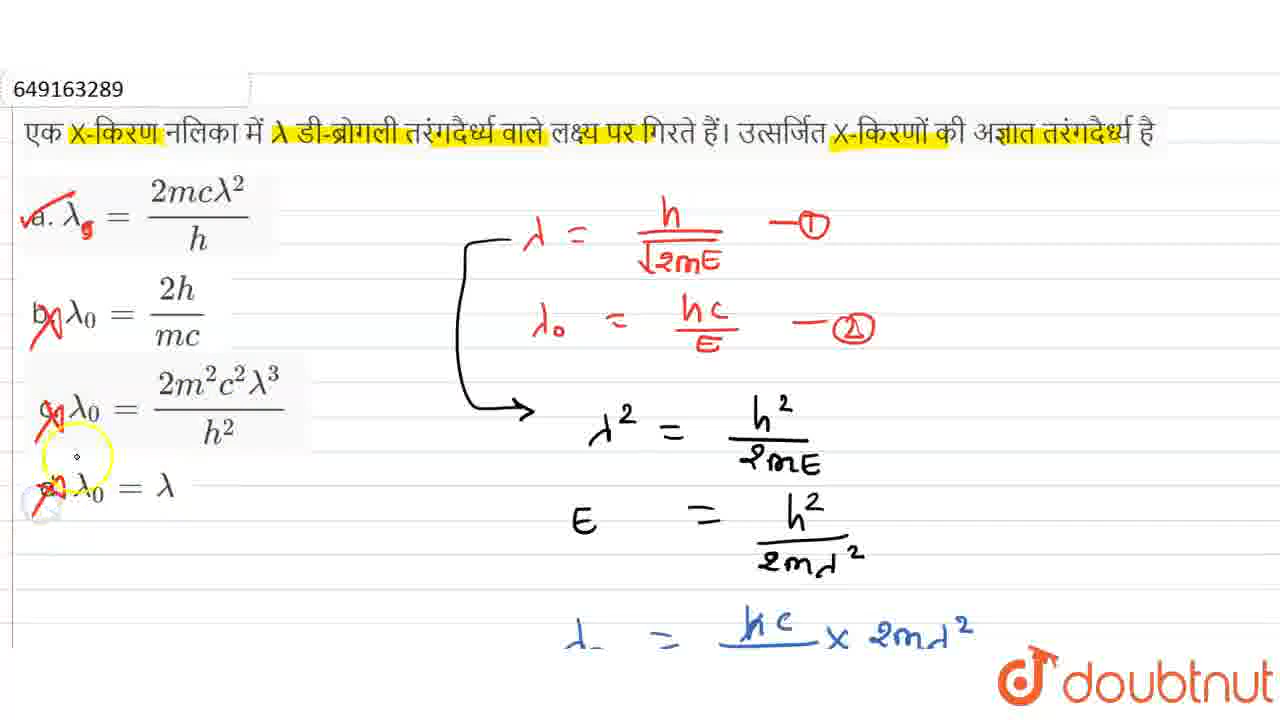 649163289
एक X-किरण नलिका में λ डी-ब्रोगली तरंगदैर्ध्य वाले लक्ष्य पर गिरते हैं। उत्सर्जित X-किरणों की अज्ञात तरंगदैर्ध्य है
a. λ₀ = 2mcλ² / h
b. λ₀ = 2h / mc
c. λ₀ = 2m²c²λ³ / h²
d. λ₀ = λ
λ = h / √2mE — ①
λ₀ = hc / E — ②
λ² = h² / 2mE
E = h² / 2mλ²
λ₀ = hc × 2mλ²
doubtnut